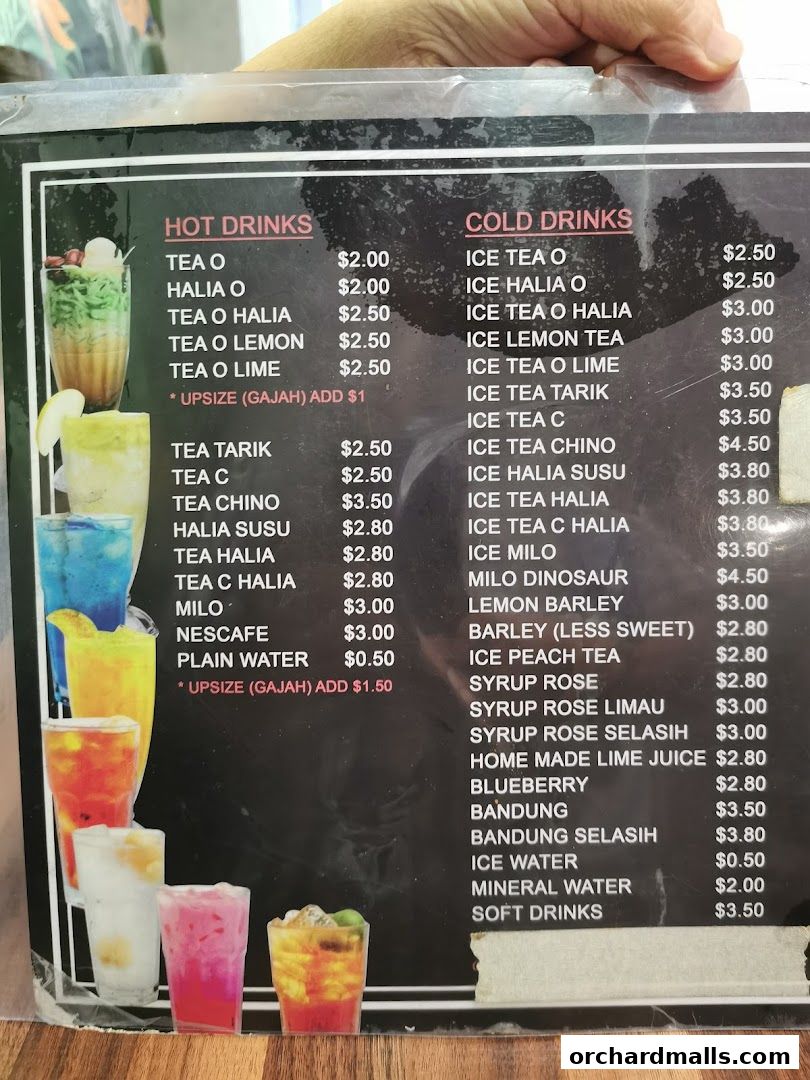 HOT DRINKS
TEA O $2.00
HALIA O $2.00
TEA O HALIA $2.50
TEA O LEMON $2.50
TEA O LIME $2.50
* UPSIZE (GAJAH) ADD $1
TEA TARIK $2.50
TEA C $2.50
TEA CHINO $3.50
HALIA SUSU $2.80
TEA HALIA $2.80
TEA C HALIA $2.80
MILO $3.00
NESCAFE $3.00
PLAIN WATER $0.50
* UPSIZE (GAJAH) ADD $1.50
COLD DRINKS
ICE TEA O $2.50
ICE HALIA O $2.50
ICE TEA O HALIA $3.00
ICE LEMON TEA $3.00
ICE TEA O LIME $3.00
ICE TEA TARIK $3.50
ICE TEA C $3.50
ICE TEA CHINO $4.50
ICE HALIA SUSU $3.80
ICE TEA HALIA $3.80
ICE TEA C HALIA $3.80
ICE MILO $3.50
MILO DINOSAUR $4.50
LEMON BARLEY $3.00
BARLEY (LESS SWEET) $2.80
ICE PEACH TEA $2.80
SYRUP ROSE $2.80
SYRUP ROSE LIMAU $3.00
SYRUP ROSE SELASIH $3.00
HOME MADE LIME JUICE $2.80
BLUEBERRY $2.80
BANDUNG $3.50
BANDUNG SELASIH $3.80
ICE WATER $0.50
MINERAL WATER $2.00
SOFT DRINKS $3.50
orchardmalls.com